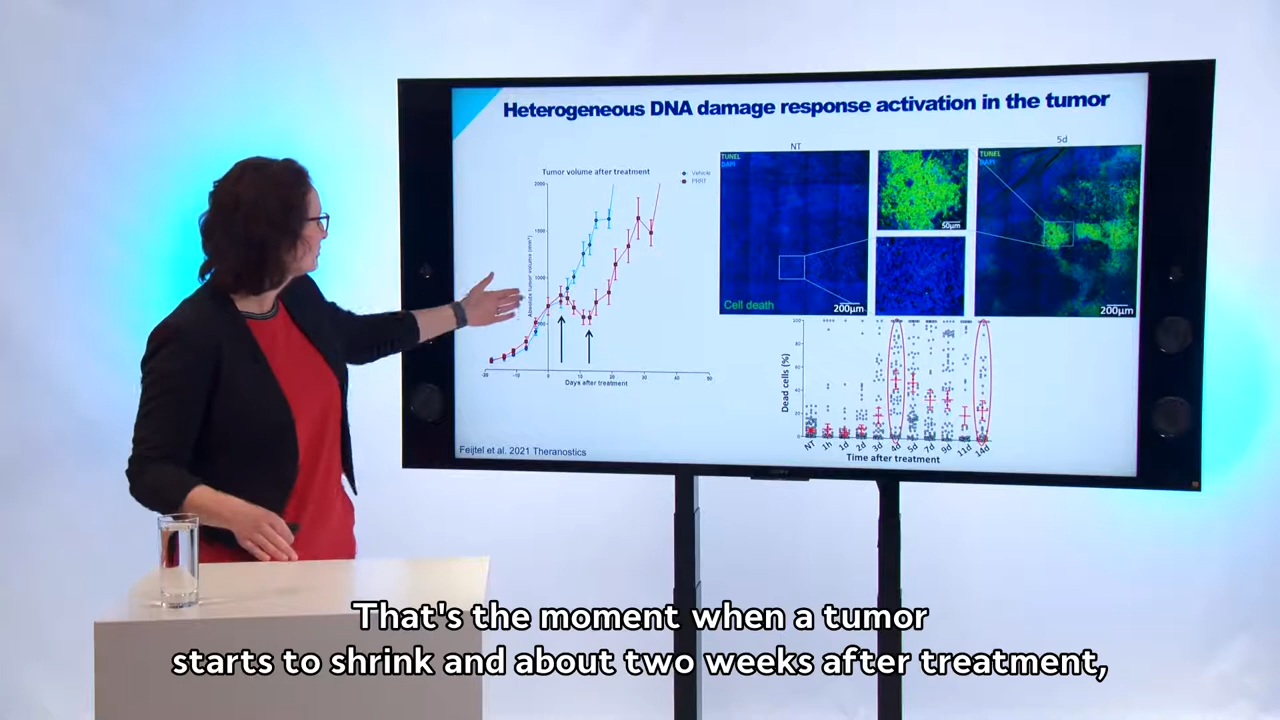 Heterogeneous DNA damage response activation in the tumor
Tumor volume after treatment
Vehicle
PRRT
Absolute tumor volume (mm³)
2000
1500
1000
-20
-10
0
10
20
30
40
50
Days after treatment
NT
TUNEL
DAPI
Cell death
200μm
50μm
5d
TUNEL
DAPI
200μm
Dead cells (%)
100
80
60
40
20
0
NT
1h
1d
2d
3d
4d
5d
7d
9d
11d
14d
Time after treatment
Feijtel et al. 2021 Theranostics
That's the moment when a tumor
starts to shrink and about two weeks after treatment,